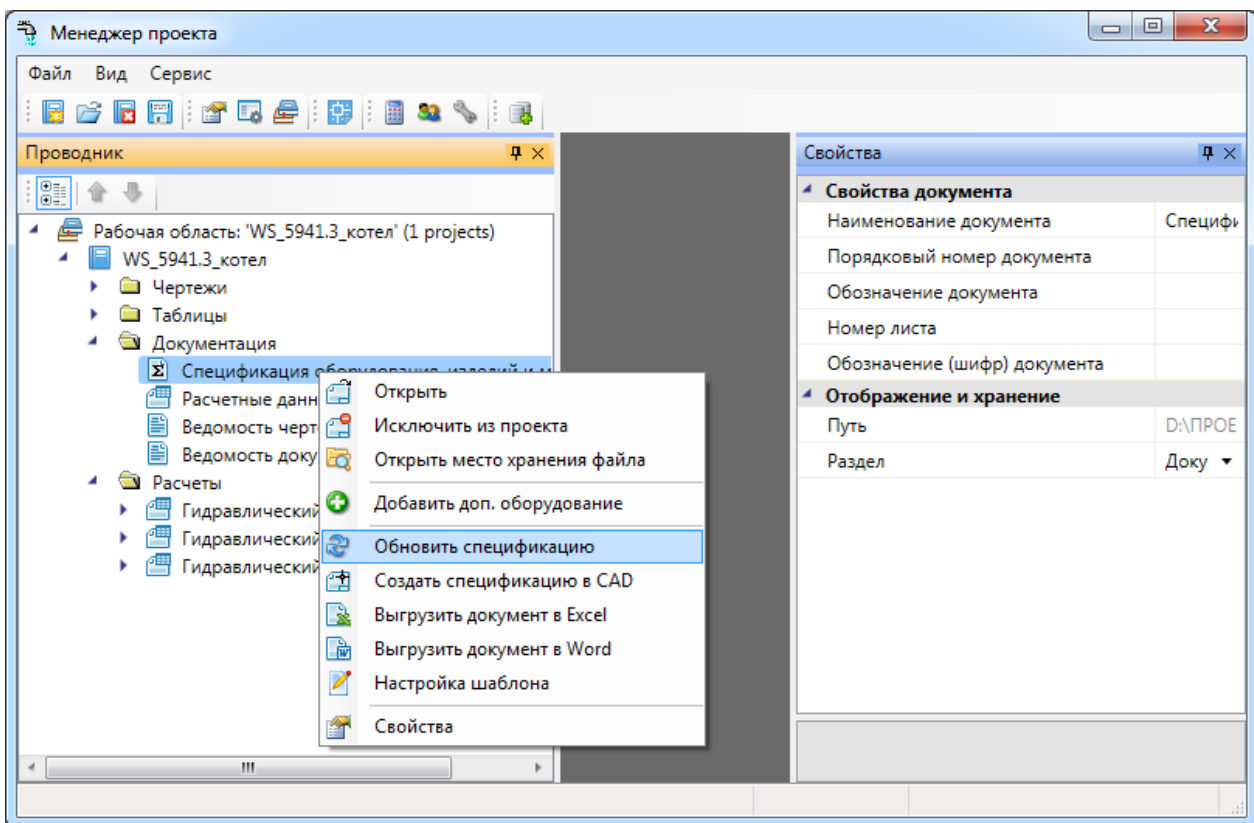 Менеджер проекта
Файл Вид Сервис
Проводник
Свойства
Рабочая область: 'WS_5941.3_котел' (1 projects)
WS_5941.3_котел
Чертежи
Таблицы
Документация
Спецификация оборудования, изделий и м
Расчетные данн
Ведомость черт
Ведомость доку
Расчеты
Гидравлический
Гидравлический
Гидравлический
Открыть
Исключить из проекта
Открыть место хранения файла
Добавить доп. оборудование
Обновить спецификацию
Создать спецификацию в CAD
Выгрузить документ в Excel
Выгрузить документ в Word
Настройка шаблона
Свойства
Свойства документа
Наименование документа Специфи
Порядковый номер документа
Обозначение документа
Номер листа
Обозначение (шифр) документа
Отображение и хранение
Путь D:\ПРОЕ
Раздел Доку